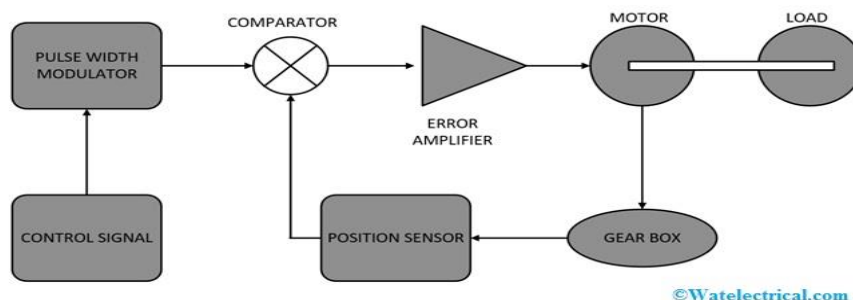 COMPARATOR
MOTOR
LOAD
PULSE WIDTH
MODULATOR
ERROR
AMPLIFIER
CONTROL SIGNAL
POSITION SENSOR
GEAR BOX
©Watelectrical.com